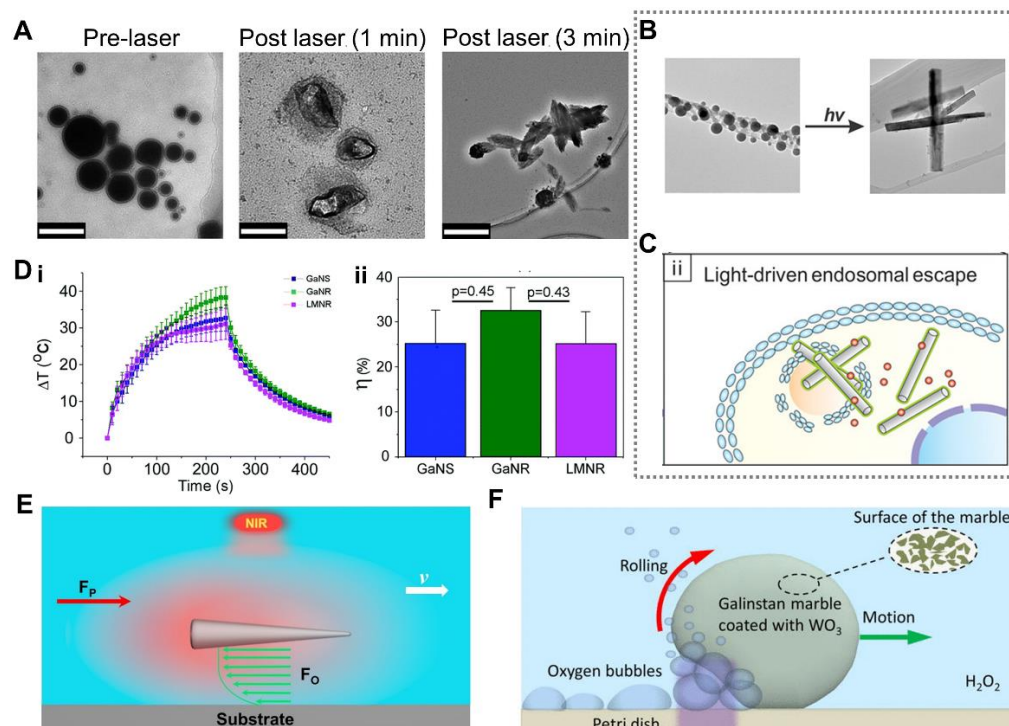 A
Pre-laser
Post laser (1 min)
Post laser (3 min)
B
hv
C
ii
Light-driven endosomal escape
D i
GaNS
GaNR
LMNR
ΔT (°C)
40
30
20
10
0
0
100
200
300
400
Time (s)
ii
p=0.45
p=0.43
η (%)
40
30
20
10
0
GaNS
GaNR
LMNR
E
NIR
F_P
v
F_O
Substrate
F
Surface of the marble
Rolling
Galinstan marble
coated with WO₃
Motion
Oxygen bubbles
H₂O₂
Petri dish